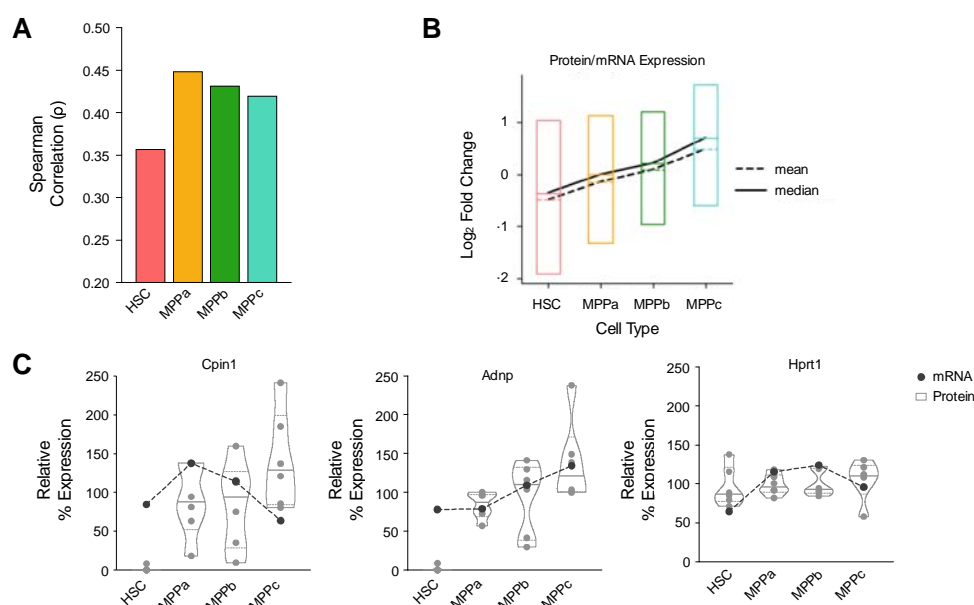 A
0.50
0.45
0.40
0.35
0.30
0.25
0.20
Spearman
Correlation (ρ)
HSC
MPPa
MPPb
MPPc
B
Protein/mRNA Expression
1
0
-1
-2
Log2 Fold Change
HSC
MPPa
MPPb
MPPc
Cell Type
mean
median
C
Cpin1
250
200
150
100
50
0
Relative
% Expression
HSC
MPPa
MPPb
MPPc
Adnp
250
200
150
100
50
0
Relative
% Expression
HSC
MPPa
MPPb
MPPc
Hprt1
250
200
150
100
50
0
Relative
% Expression
HSC
MPPa
MPPb
MPPc
mRNA
Protein